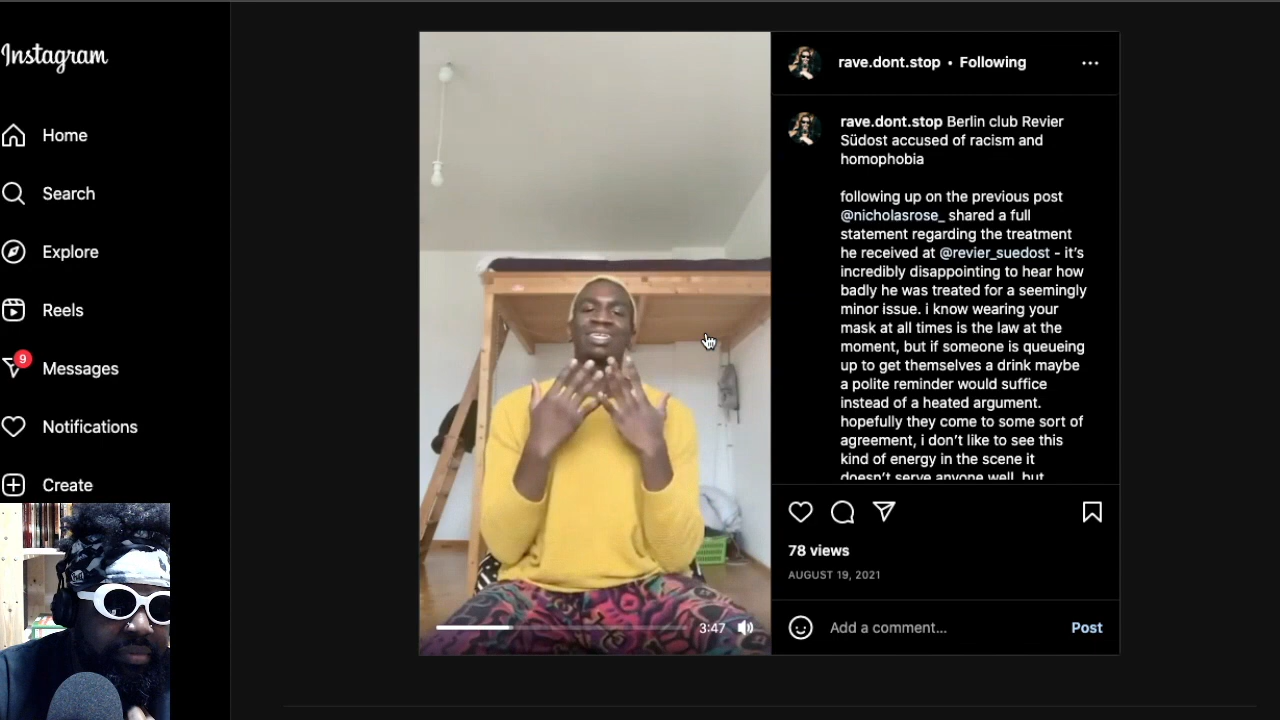 Instagram
Home
Search
Explore
Reels
9
Messages
Notifications
Create
3:47
rave.dont.stop • Following
rave.dont.stop Berlin club Revier
Südost accused of racism and
homophobia
following up on the previous post
@nicholasrose_ shared a full
statement regarding the treatment
he received at @revier_suedost - it's
incredibly disappointing to hear how
badly he was treated for a seemingly
minor issue. i know wearing your
mask at all times is the law at the
moment, but if someone is queueing
up to get themselves a drink maybe
a polite reminder would suffice
instead of a heated argument.
hopefully they come to some sort of
agreement, i don't like to see this
kind of energy in the scene it
doesn't serve anyone well, but
78 views
AUGUST 19, 2021
Add a comment...
Post